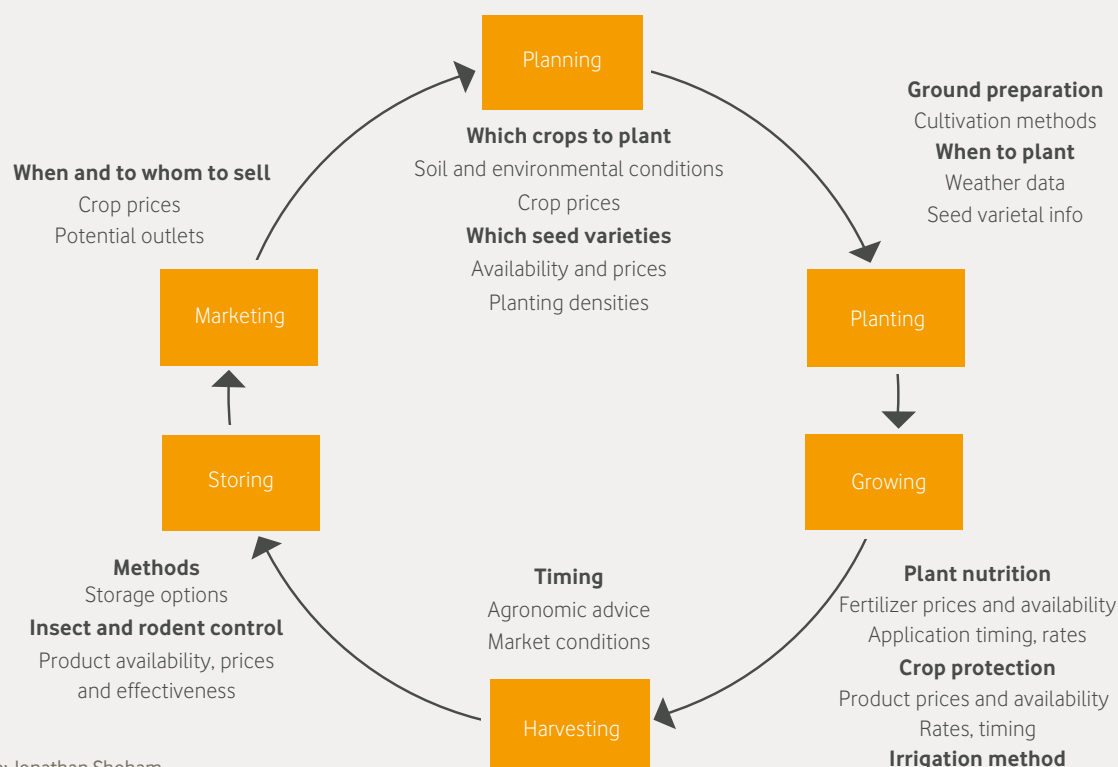 Planning
Which crops to plant
Soil and environmental conditions
Crop prices
Which seed varieties
Availability and prices
Planting densities
Ground preparation
Cultivation methods
When to plant
Weather data
Seed varietal info
Planting
Growing
Plant nutrition
Fertilizer prices and availability
Application timing, rates
Crop protection
Product prices and availability
Rates, timing
Irrigation method
Timing
Agronomic advice
Market conditions
Harvesting
Storing
Methods
Storage options
Insect and rodent control
Product availability, prices
and effectiveness
When and to whom to sell
Crop prices
Potential outlets
Marketing
Jonathan Shoham